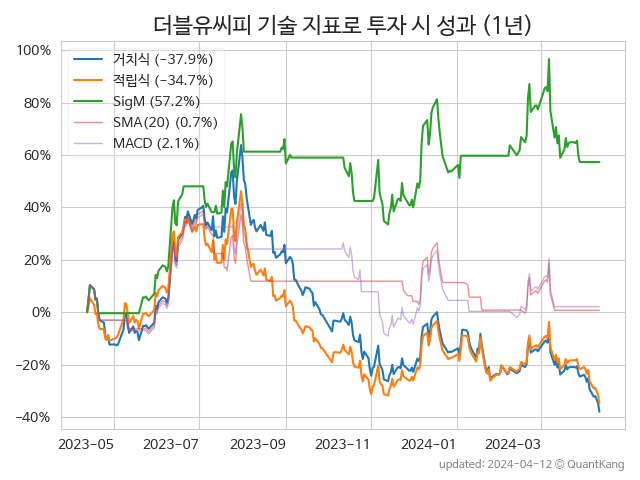 더블유씨피 기술 지표로 투자 시 성과 (1년)
거치식 (−37.9%)
적립식 (−34.7%)
SigM (57.2%)
SMA(20) (0.7%)
MACD (2.1%)
100%
80%
60%
40%
20%
0%
−20%
−40%
2023-05 2023-07 2023-09 2023-11 2024-01 2024-03
updated: 2024-04-12 © QuantKang